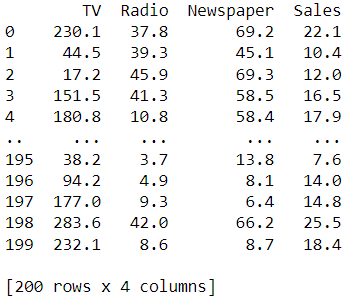 TV Radio Newspaper Sales
0 230.1 37.8 69.2 22.1
1 44.5 39.3 45.1 10.4
2 17.2 45.9 69.3 12.0
3 151.5 41.3 58.5 16.5
4 180.8 10.8 58.4 17.9
.. ... ... ... ...
195 38.2 3.7 13.8 7.6
196 94.2 4.9 8.1 14.0
197 177.0 9.3 6.4 14.8
198 283.6 42.0 66.2 25.5
199 232.1 8.6 8.7 18.4
[200 rows x 4 columns]